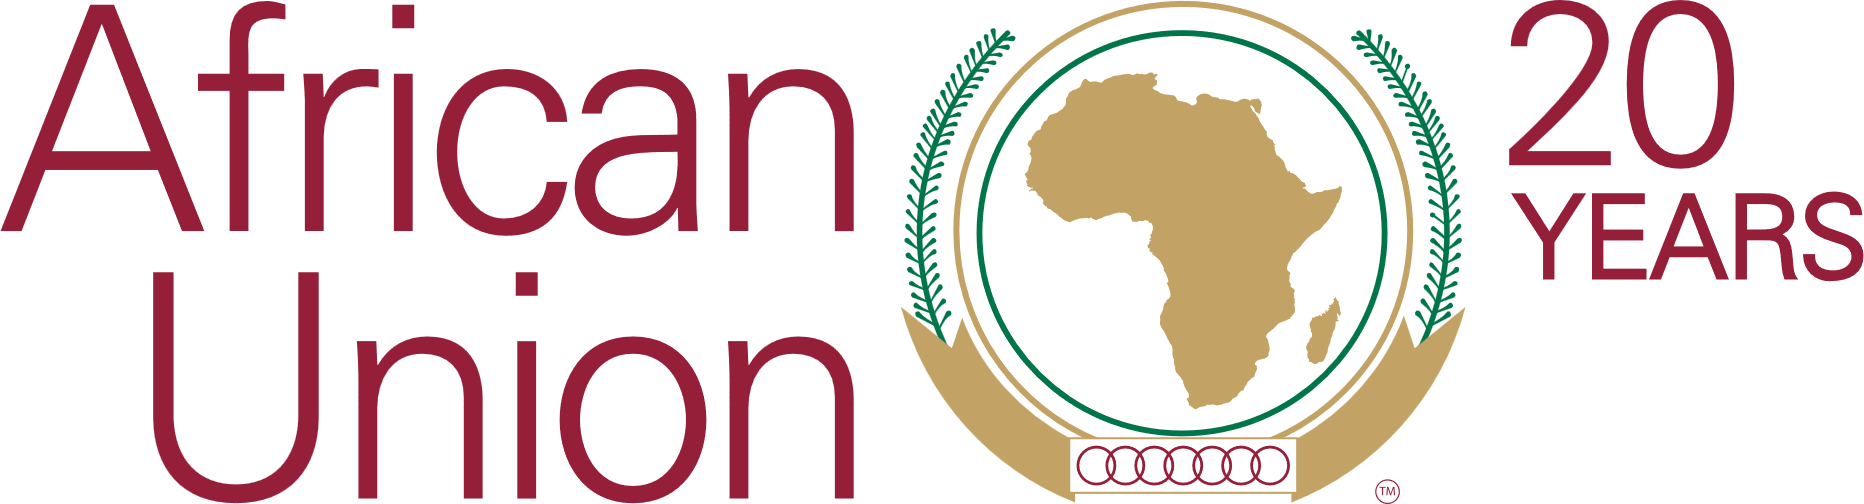 African
Union
20
YEARS
TM